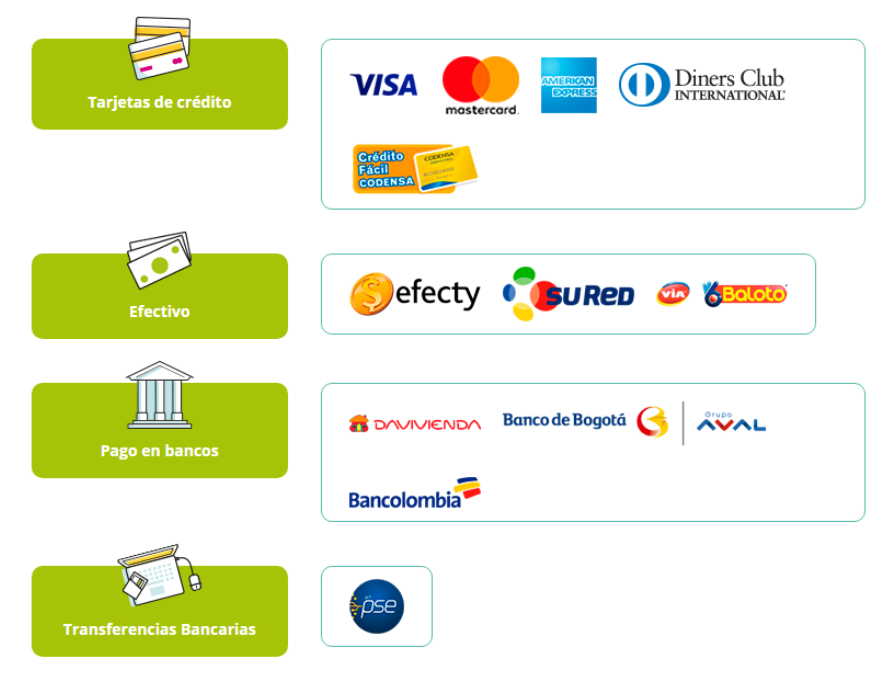 Tarjetas de crédito
VISA
mastercard.
AMERICAN EXPRESS
Diners Club INTERNATIONAL®
Crédito Fácil CODENSA
CODENSA
Efectivo
efecty
SURED
VÍA
Baloto
Pago en bancos
DAVIVIENDA
Banco de Bogotá
Grupo AVAL
Bancolombia
Transferencias Bancarias
pse